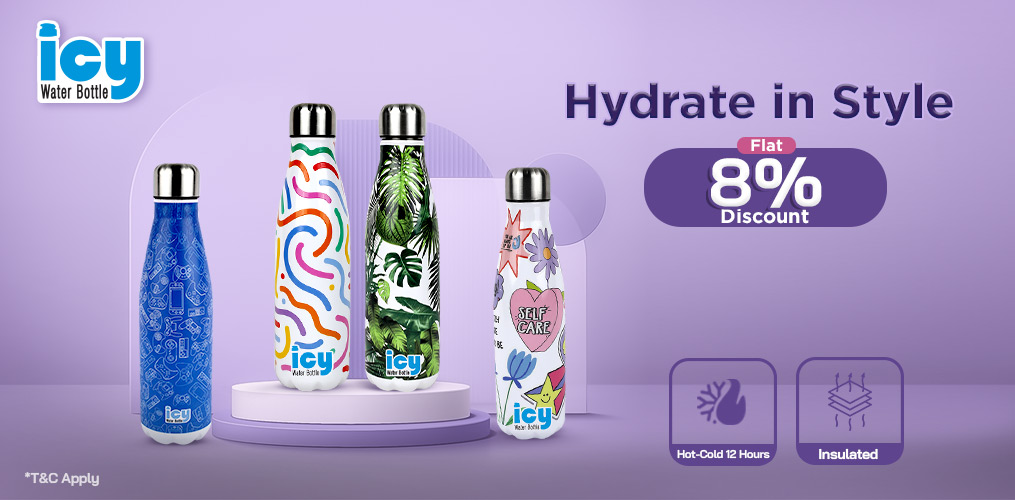 icy
Water Bottle
Hydrate in Style
Flat
8%
Discount
icy
Water Bottle
icy
Water Bottle
icy
Water Bottle
SELF
CARE
icy
Water Bottle
Hot-Cold 12 Hours
Insulated
*T&C Apply